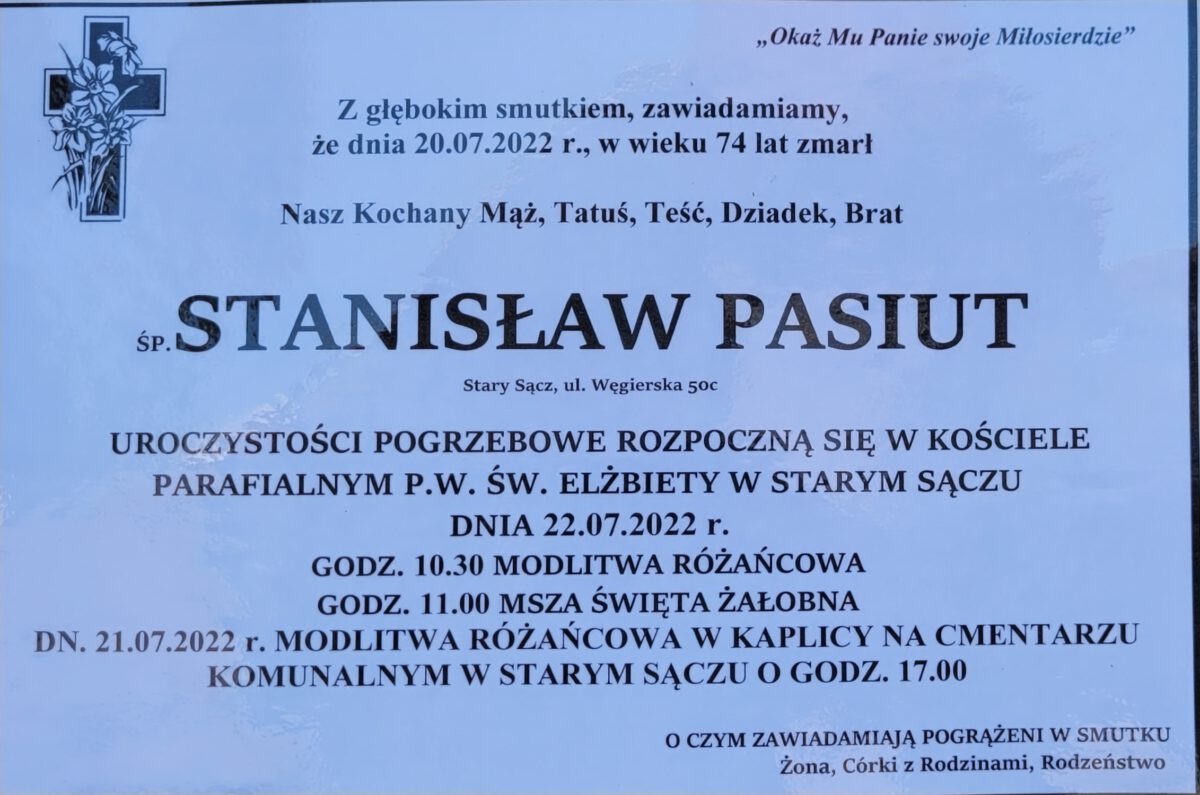 „Okaż Mu Panie swoje Miłosierdzie”
Z głębokim smutkiem, zawiadamiamy,
że dnia 20.07.2022 r., w wieku 74 lat zmarł
Nasz Kochany Mąż, Tatuś, Teść, Dziadek, Brat
ŚP. STANISŁAW PASIUT
Stary Sącz, ul. Węgierska 50c
UROCZYSTOŚCI POGRZEBOWE ROZPOCZNĄ SIĘ W KOŚCIELE
PARAFIALNYM P.W. ŚW. ELŻBIETY W STARYM SĄCZU
DNIA 22.07.2022 r.
GODZ. 10.30 MODLITWA RÓŻAŃCOWA
GODZ. 11.00 MSZA ŚWIĘTA ŻAŁOBNA
DN. 21.07.2022 r. MODLITWA RÓŻAŃCOWA W KAPLICY NA CMENTARZU
KOMUNALNYM W STARYM SĄCZU O GODZ. 17.00
O CZYM ZAWIADAMIAJĄ POGRĄŻENI W SMUTKU
Żona, Córki z Rodzinami, Rodzeństwo